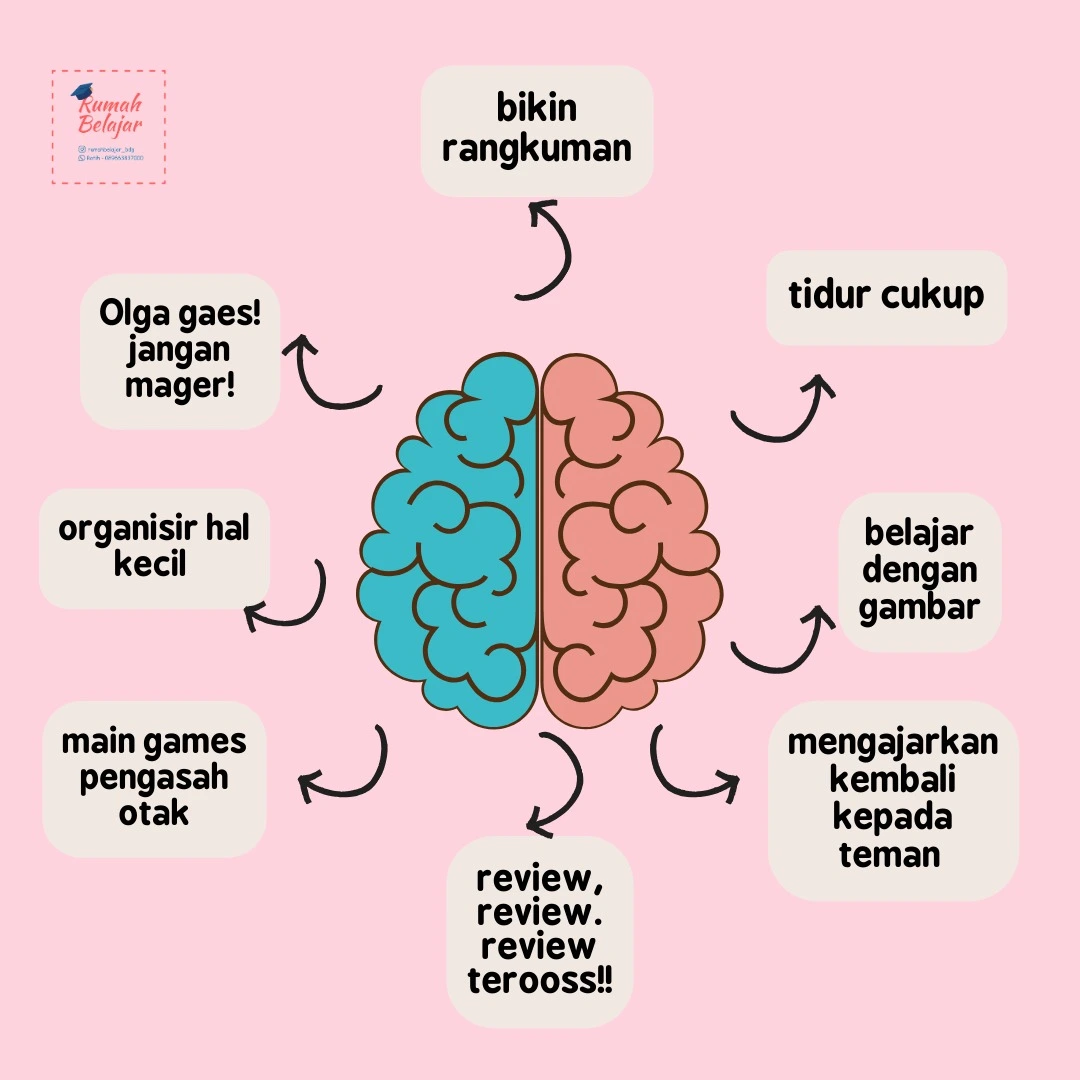 Rumah
Belajar
rumahbelajar_bdg
bikin
rangkuman
tidur cukup
belajar
dengan
gambar
mengajarkan
kembali
kepada
teman
review,
review.
review
terooss!!
main games
pengasah
otak
organisir hal
kecil
Olga gaes!
jangan
mager!